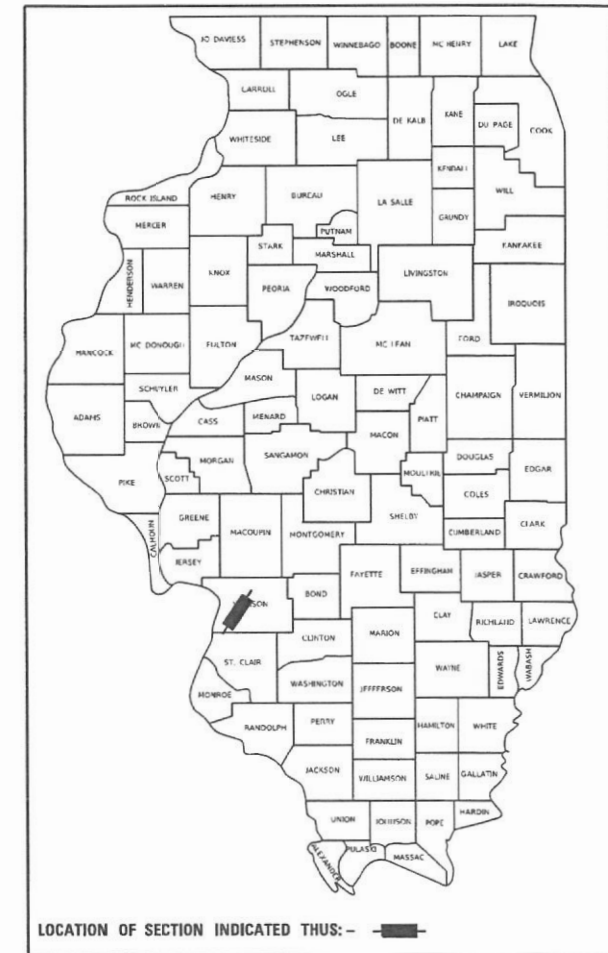 JO DAVIESS STEPHENSON WINNEBAGO BOONE MC HENRY LAKE
CARROLL OGLE DE KALB KANE DU PAGE COOK
WHITESIDE LEE KENDALL WILL
ROCK ISLAND HENRY BUREAU LA SALLE GRUNDY
MERCER STARK PUTNAM MARSHALL KANKAKEE
HENDERSON WARREN KNOX PEORIA WOODFORD LIVINGSTON IROQUOIS
HANCOCK MC DONOUGH FULTON TAZEWELL MC LEAN FORD
SCHUYLER MASON LOGAN DE WITT CHAMPAIGN VERMILION
ADAMS BROWN CASS MENARD MACON PIATT
PIKE SCOTT MORGAN SANGAMON MOULTRIE DOUGLAS EDGAR
CHRISTIAN COLES
CALHOUN GREENE MACOUPIN MONTGOMERY SHELBY CUMBERLAND CLARK
JERSEY FAYETTE EFFINGHAM JASPER CRAWFORD
SON BOND CLAY RICHLAND LAWRENCE
CLINTON MARION EDWARDS WABASH
ST. CLAIR WASHINGTON JEFFERSON WAYNE
MONROE RANDOLPH PERRY HAMILTON WHITE
FRANKLIN
JACKSON WILLIAMSON SALINE GALLATIN
UNION JOHNSON POPE HARDIN
ALEXANDER PULASKI MASSAC
LOCATION OF SECTION INDICATED THUS: -